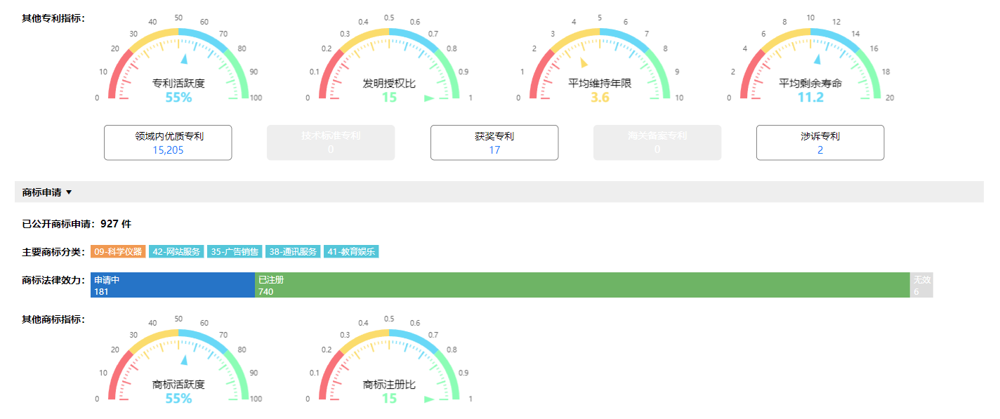 其他专利指标：
0 10 20 30 40 50 60 70 80 90 100
专利活跃度
55%
0 0.1 0.2 0.3 0.4 0.5 0.6 0.7 0.8 0.9 1
发明授权比
15
0 1 2 3 4 5 6 7 8 9 10
平均维持年限
3.6
0 2 4 6 8 10 12 14 16 18 20
平均剩余寿命
11.2
领域内优质专利
15,205
技术标准专利
0
获奖专利
17
海关备案专利
0
涉诉专利
2
商标申请 ▼
已公开商标申请：927 件
主要商标分类： 09-科学仪器 42-网站服务 35-广告销售 38-通讯服务 41-教育娱乐
商标法律效力：
申请中
181
已注册
740
无效
6
其他商标指标：
0 10 20 30 40 50 60 70 80 90 100
商标活跃度
55%
0 0.1 0.2 0.3 0.4 0.5 0.6 0.7 0.8 0.9 1
商标注册比
15